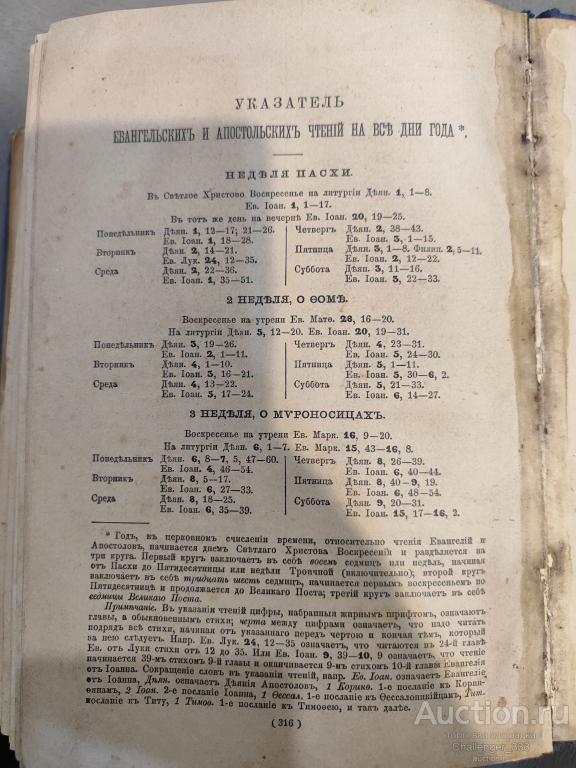 УКАЗАТЕЛЬ
ЕВАНГЕЛЬСКИХЪ И АПОСТОЛЬСКИХЪ ЧТЕНІЙ НА ВСѢ ДНИ ГОДА *.
НЕДѢЛЯ ПАСХИ.
Въ Свѣтлое Христово Воскресенье на литургіи Дѣян. 1, 1—8.
Ев. Іоан. 1, 1—17.
Въ тотъ же день на вечернѣ Ев. Іоан. 20, 19—25.
Понедѣльникъ Дѣян. 1, 12—17; 21—26.
Ев. Іоан. 1, 18—28.
Вторникъ Дѣян. 2, 14—21.
Ев. Лук. 24, 12—35.
Среда Дѣян. 2, 22—36.
Ев. Іоан. 1, 35—51.
Четвергъ Дѣян. 2, 38—43.
Ев. Іоан. 3, 1—15.
Пятница Дѣян. 3, 1—8. Филип. 2, 5—11.
Ев. Іоан. 2, 12—22.
Суббота Дѣян. 3, 11—16.
Ев. Іоан. 3, 22—33.
2 НЕДѢЛЯ, О ѲОМѢ.
Воскресенье на утрени Ев. Матѳ. 28, 16—20.
На литургіи Дѣян. 5, 12—20. Ев. Іоан. 20, 19—31.
Понедѣльникъ Дѣян. 3, 19—26.
Ев. Іоан. 2, 1—11.
Вторникъ Дѣян. 4, 1—10.
Ев. Іоан. 3, 16—21.
Среда Дѣян. 4, 13—22.
Ев. Іоан. 5, 17—24.
Четвергъ Дѣян. 4, 23—31.
Ев. Іоан. 5, 24—30.
Пятница Дѣян. 5, 1—11.
Ев. Іоан. 5, 30—6, 2.
Суббота Дѣян. 5, 21—33.
Ев. Іоан. 6, 14—27.
3 НЕДѢЛЯ, О МУРОНОСИЦАХЪ.
Воскресенье на утрени Ев. Марк. 16, 9—20.
На литургіи Дѣян. 6, 1—7. Ев. Марк. 15, 43—16, 8.
Понедѣльникъ Дѣян. 6, 8—7, 5, 47—60.
Ев. Іоан. 4, 46—54.
Вторникъ Дѣян. 8, 5—17.
Ев. Іоан. 6, 27—33.
Среда Дѣян. 8, 18—25.
Ев. Іоан. 6, 35—39.
Четвергъ Дѣян. 8, 26—39.
Ев. Іоан. 6, 40—44.
Пятница Дѣян. 8, 40—9, 19.
Ев. Іоан. 6, 48—54.
Суббота Дѣян. 9, 20—31.
Ев. Іоан. 15, 17—16, 2.
* Годъ, въ церковном счисленіи времени, относительно чтенія Евангелій и
Апостоловъ, начинается днемъ Свѣтлаго Христова Воскресенія и раздѣляется на
три круга. Первый кругъ заключаетъ въ себѣ восемь седмицъ или недѣль, начиная
отъ Пасхи до Пятидесятницы или недѣли Троичной (включительно); второй кругъ
заключаетъ въ себѣ тридцать шесть седмицъ, начинается первымъ воскресеньемъ по
Пятидесятницѣ и продолжается до Великаго Поста; третій кругъ заключаетъ въ себѣ
седмицы Великаго Поста.
Примѣчаніе. Въ указаніи чтеній цифры, набранныя жирнымъ шрифтомъ, означаютъ
главы, а обыкновенныя стихи; черта между цифрами означаетъ, что надо читать
подрядъ всѣ стихи, начиная отъ указаннаго передъ чертою и кончая тѣмъ, который
за нею слѣдуетъ. Напр. Ев. Лук. 24, 12—35 означаетъ, что читаются въ 24-й главѣ
Ев. отъ Луки стихи отъ 12 до 35. Или Ев. Іоан. 9, 39—10, 9 означаетъ, что чтеніе
начинается 39-мъ стихомъ 9-й главы и оканчивается 9-мъ стихомъ 10-й главы Евангелія
отъ Іоанна. Сокращеніе словъ въ указаніи чтеній, напр. Ев. Іоан. означаетъ Евангеліе
отъ Іоанна, Дѣян. означаетъ Дѣянія Апостоловъ, 1 Коринѳ. 1-е посланіе къ Корин-
ѳянамъ, 2 Іоан. 2-е посланіе Іоанна, 1 Ѳессал. 1-е посланіе къ Ѳессалоникійцамъ, Тит.
посланіе къ Титу, 1 Тимоѳ. 1-е посланіе къ Тимоѳею, и такъ далѣе.
( 316 )
Auction.ru
Challenger_333